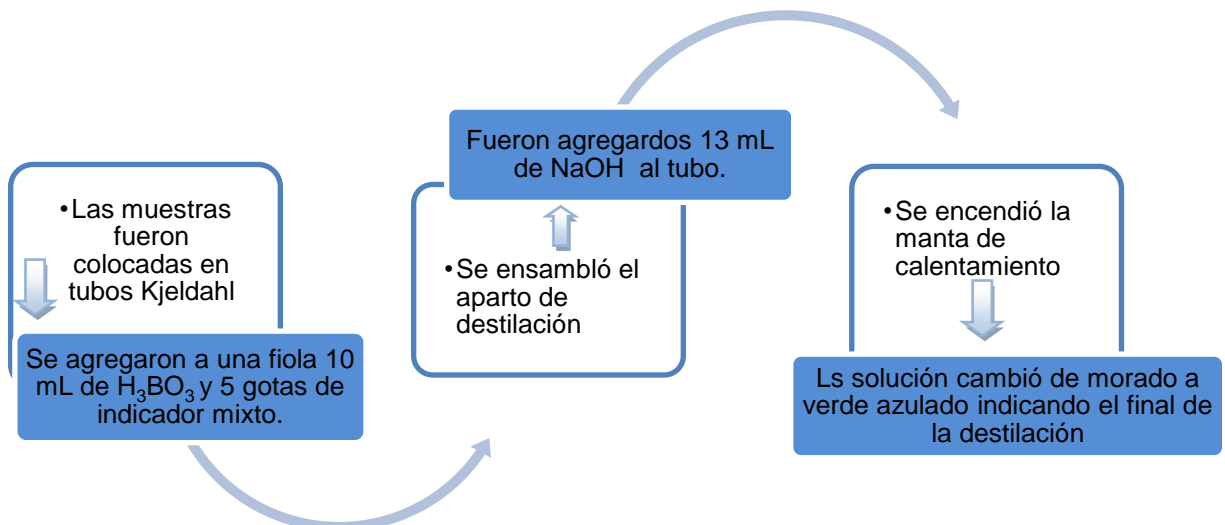 •Las muestras
fueron
colocadas en
tubos Kjeldahl
Se agregaron a una fiola 10
mL de H₃BO₃ y 5 gotas de
indicador mixto.
Fueron agregardos 13 mL
de NaOH al tubo.
•Se ensambló el
aparto de
destilación
•Se encendió la
manta de
calentamiento
Ls solución cambió de morado a
verde azulado indicando el final de
la destilación